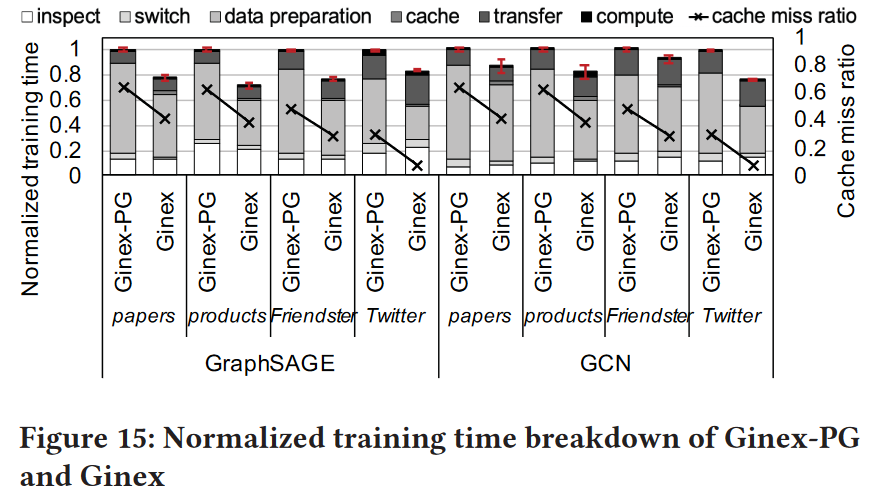 inspect switch data preparation cache transfer compute cache miss ratio
Normalized training time
1
0.8
0.6
0.4
0.2
0
1
0.8
0.6
0.4
0.2
0
Cache miss ratio
Ginex-PG Ginex Ginex-PG Ginex Ginex-PG Ginex Ginex-PG Ginex Ginex-PG Ginex Ginex-PG Ginex Ginex-PG Ginex Ginex-PG Ginex
papers products Friendster Twitter papers products Friendster Twitter
GraphSAGE GCN
Figure 15: Normalized training time breakdown of Ginex-PG
and Ginex